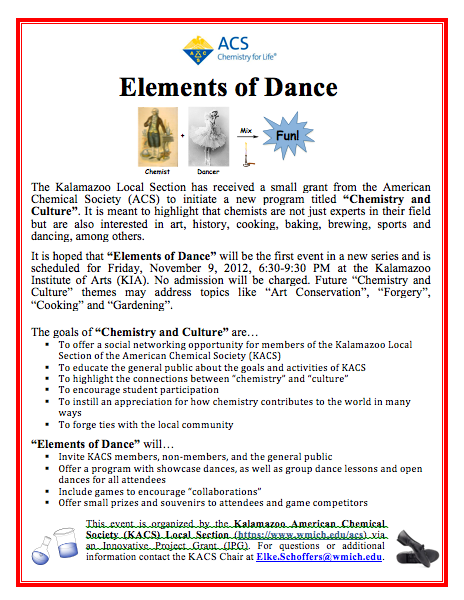 ACS
Chemistry for Life®
Elements of Dance
+
Mix
Fun!
Chemist
Dancer
The Kalamazoo Local Section has received a small grant from the American
Chemical Society (ACS) to initiate a new program titled “Chemistry and
Culture”. It is meant to highlight that chemists are not just experts in their field
but are also interested in art, history, cooking, baking, brewing, sports and
dancing, among others.
It is hoped that “Elements of Dance” will be the first event in a new series and is
scheduled for Friday, November 9, 2012, 6:30-9:30 PM at the Kalamazoo
Institute of Arts (KIA). No admission will be charged. Future “Chemistry and
Culture” themes may address topics like “Art Conservation”, “Forgery”,
“Cooking” and “Gardening”.
The goals of “Chemistry and Culture” are…
▪ To offer a social networking opportunity for members of the Kalamazoo Local
Section of the American Chemical Society (KACS)
▪ To educate the general public about the goals and activities of KACS
▪ To highlight the connections between “chemistry” and “culture”
▪ To encourage student participation
▪ To instill an appreciation for how chemistry contributes to the world in many
ways
▪ To forge ties with the local community
“Elements of Dance” will…
▪ Invite KACS members, non-members, and the general public
▪ Offer a program with showcase dances, as well as group dance lessons and open
dances for all attendees
▪ Include games to encourage “collaborations”
▪ Offer small prizes and souvenirs to attendees and game competitors
This event is organized by the Kalamazoo American Chemical
Society (KACS) Local Section (https://www.wmich.edu/acs) via
an Innovative Project Grant (IPG). For questions or additional
information contact the KACS Chair at Elke.Schoffers@wmich.edu.